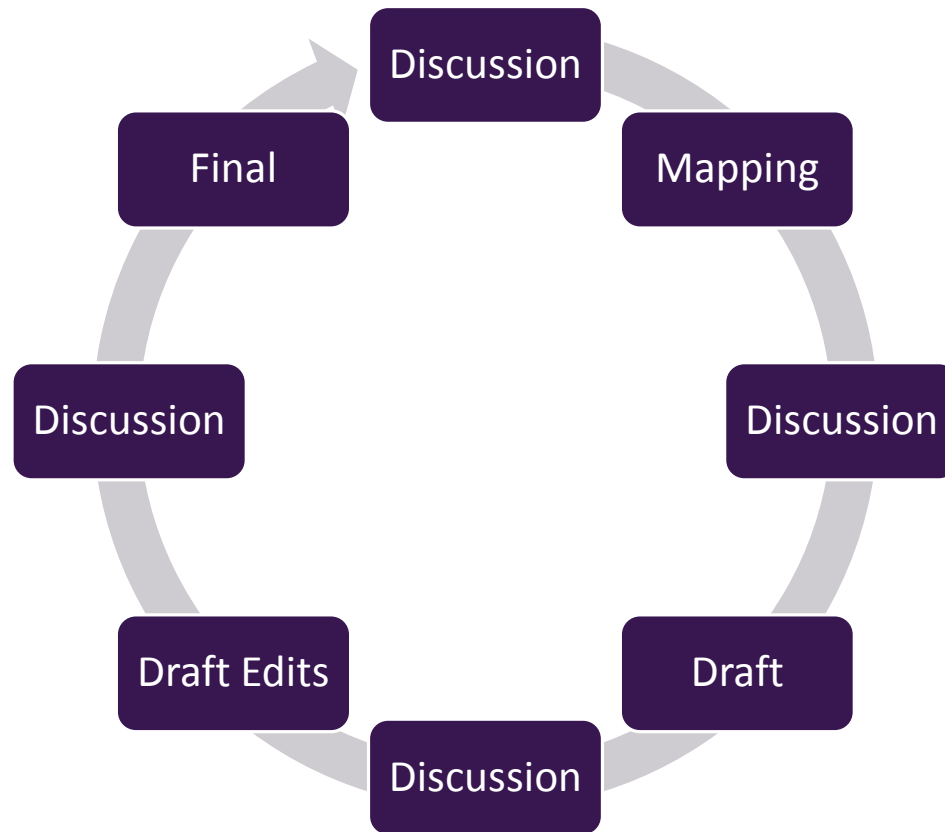 Discussion
Mapping
Discussion
Draft
Discussion
Draft Edits
Discussion
Final